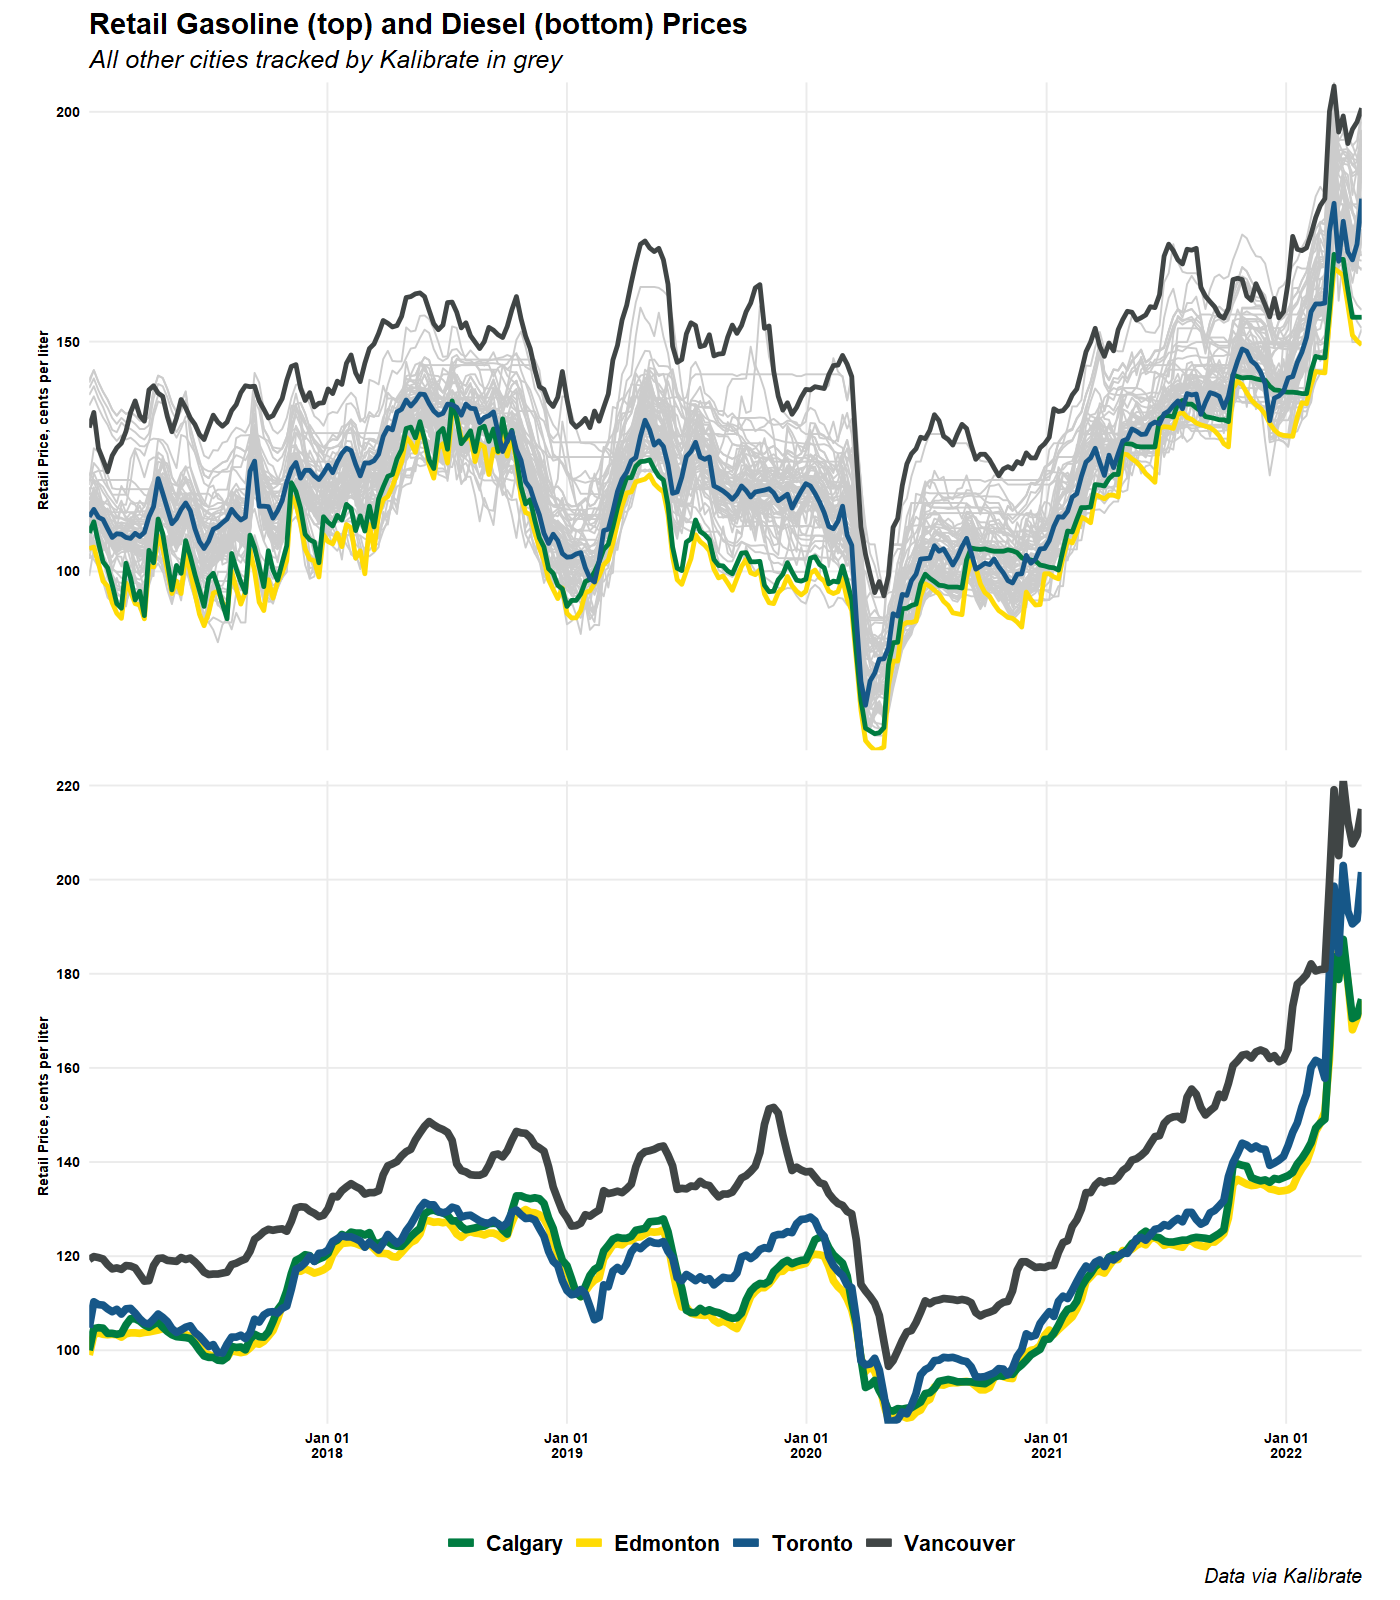 Retail Gasoline (top) and Diesel (bottom) Prices
All other cities tracked by Kalibrate in grey
Retail Price, cents per liter
200
150
100
Retail Price, cents per liter
220
200
180
160
140
120
100
Jan 01
2018
Jan 01
2019
Jan 01
2020
Jan 01
2021
Jan 01
2022
Calgary
Edmonton
Toronto
Vancouver
Data via Kalibrate